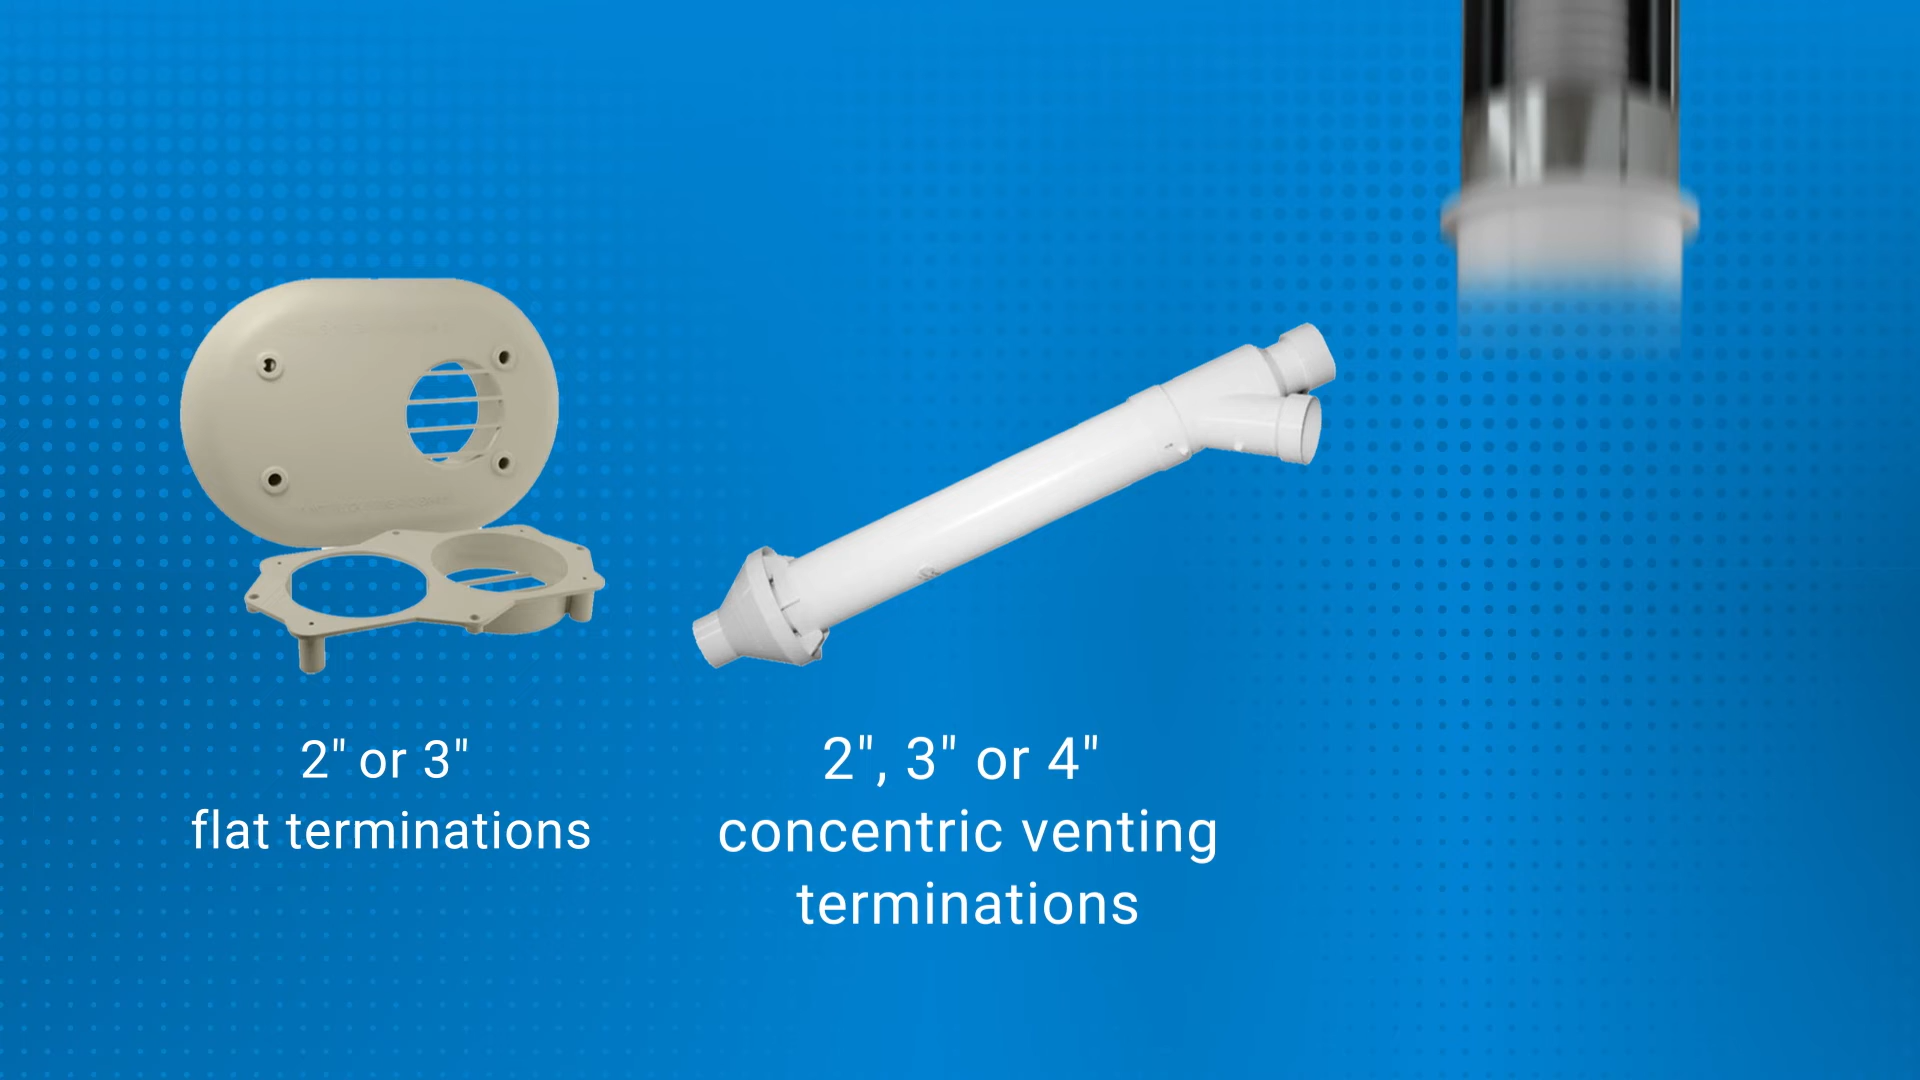 2" or 3"
flat terminations
2", 3" or 4"
concentric venting
terminations